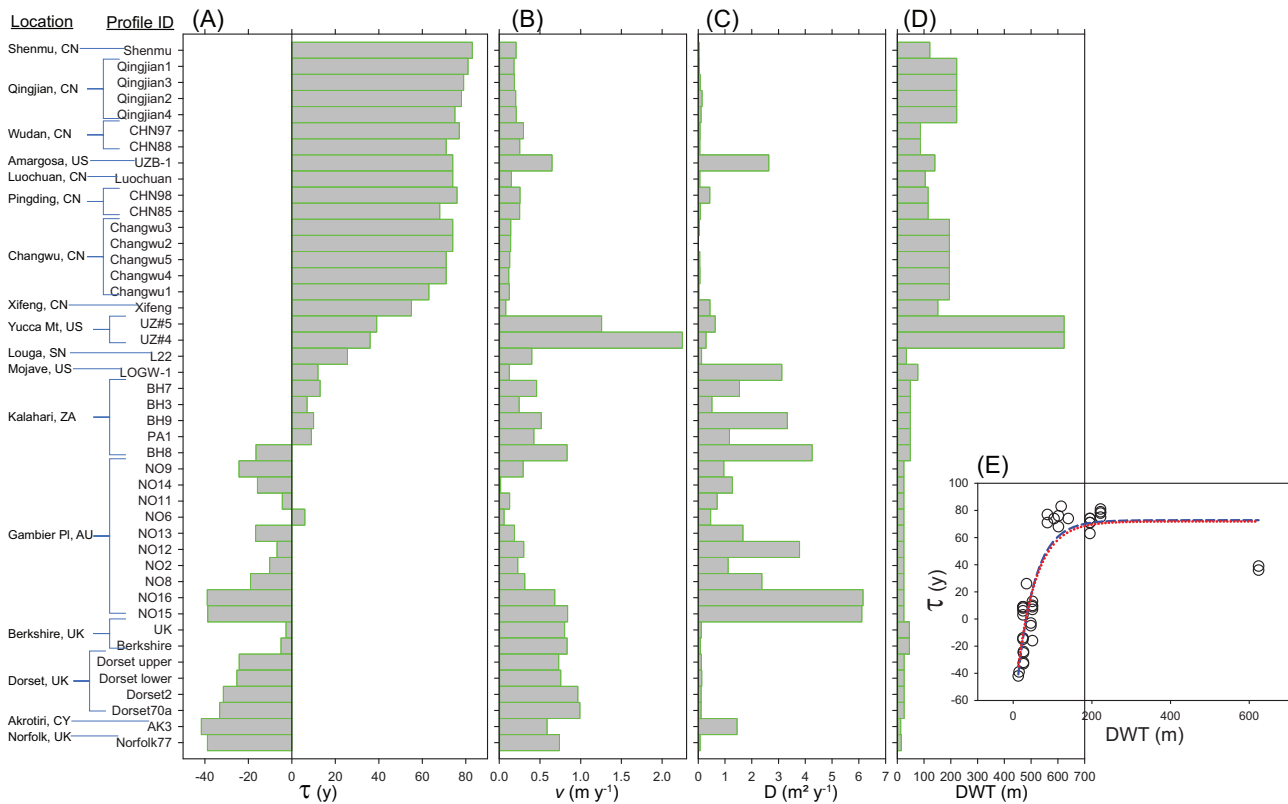 Location Profile ID (A) (B) (C) (D)
Shenmu, CN Shenmu
Qingjian1
Qingjian, CN Qingjian3
Qingjian2
Qingjian4
Wudan, CN CHN97
CHN88
Amargosa, US UZB-1
Luochuan, CN Luochuan
Pingding, CN CHN98
CHN85
Changwu3
Changwu2
Changwu, CN Changwu5
Changwu4
Changwu1
Xifeng, CN Xifeng
Yucca Mt, US UZ#5
UZ#4
Louga, SN L22
Mojave, US LOGW-1
BH7
Kalahari, ZA BH3
BH9
PA1
BH8
NO9
NO14
NO11
NO6
Gambier Pl, AU NO13
NO12
NO2
NO8
NO16
NO15
Berkshire, UK UK
Berkshire
Dorset upper
Dorset, UK Dorset lower
Dorset2
Dorset70a
Akrotiri, CY AK3
Norfolk, UK Norfolk77
-40 -20 0 20 40 60 80
τ (y)
0.0 0.5 1.0 1.5 2.0
v (m y⁻¹)
0 1 2 3 4 5 6 7
D (m² y⁻¹)
0 100 200 300 400 500 600 700
DWT (m)
(E)
100
80
60
40
20
0
-20
-40
-60
τ (y)
0 200 400 600
DWT (m)